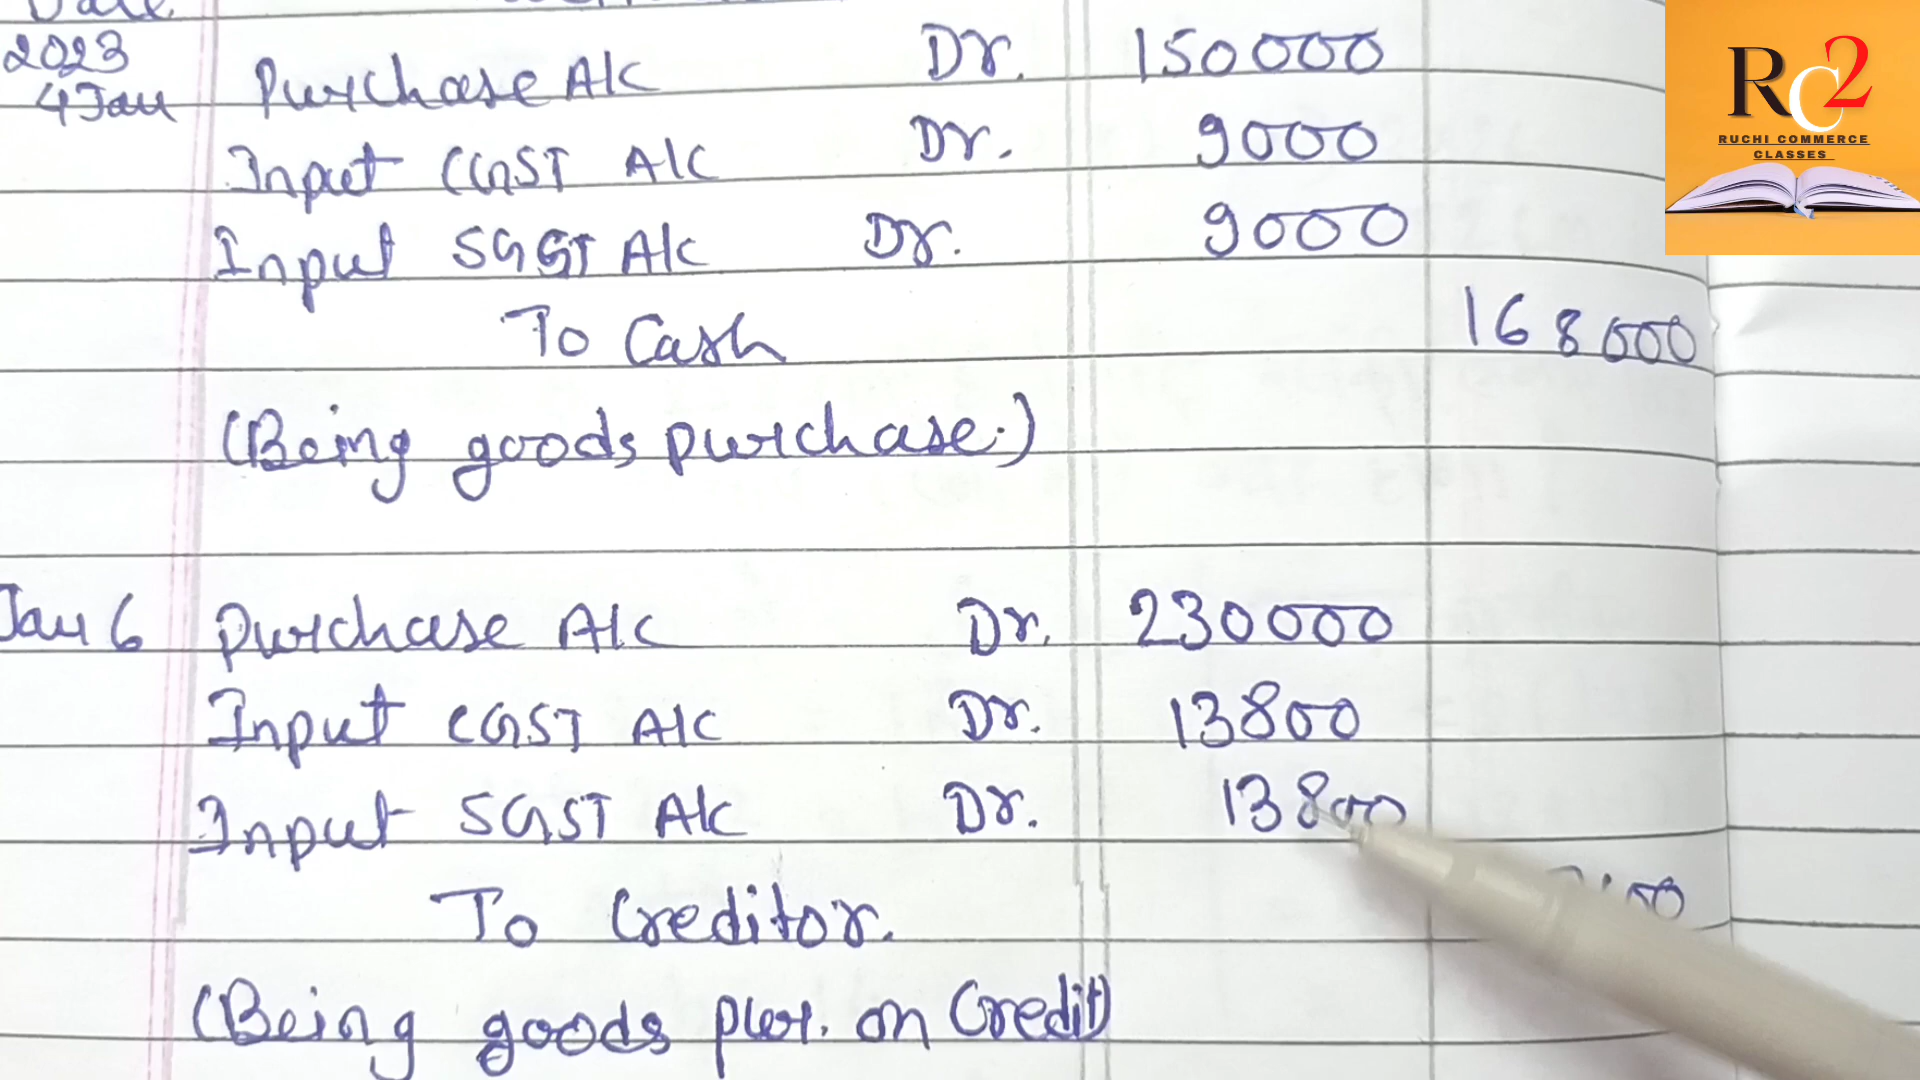 Date
2023
4 Jan Purchase A/c Dr. 150000
Input CGST A/c Dr. 9000
Input SGST A/c Dr. 9000
To Cash 168000
(Being goods purchase.)
Jan 6 Purchase A/c Dr. 230000
Input CGST A/c Dr. 13800
Input SGST A/c Dr. 13800
To Creditor.
(Being goods pur. on Credit)
RC2
RUCHI COMMERCE
CLASSES